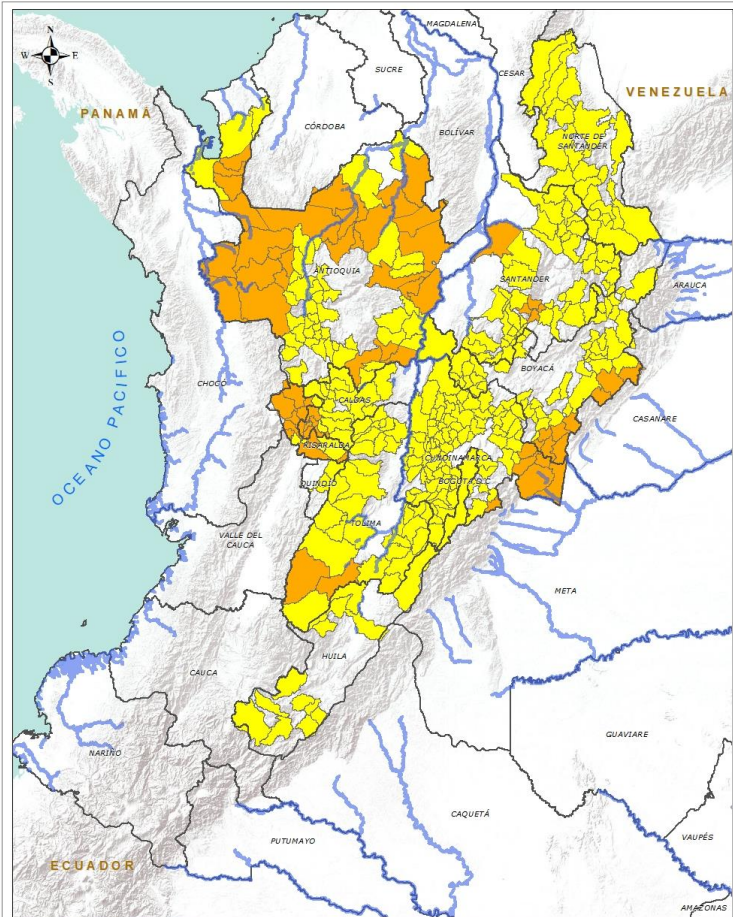 N
W E
S
MAGDALENA
SUCRE
CESAR
VENEZUELA
PANAMÁ
CÓRDOBA
BOLÍVAR
NORTE DE
SANTANDER
ANTIOQUIA
SANTANDER
ARAUCA
OCEANO PACIFICO
CHOCÓ
BOYACÁ
CALDAS
CASANARE
RISARALDA
CUNDINAMARCA
QUINDIO
BOGOTÁ D.C
TOLIMA
VALLE DEL
CAUCA
META
HUILA
CAUCA
GUAVIARE
NARIÑO
CAQUETÁ
PUTUMAYO
VAUPÉS
ECUADOR
AMAZONAS